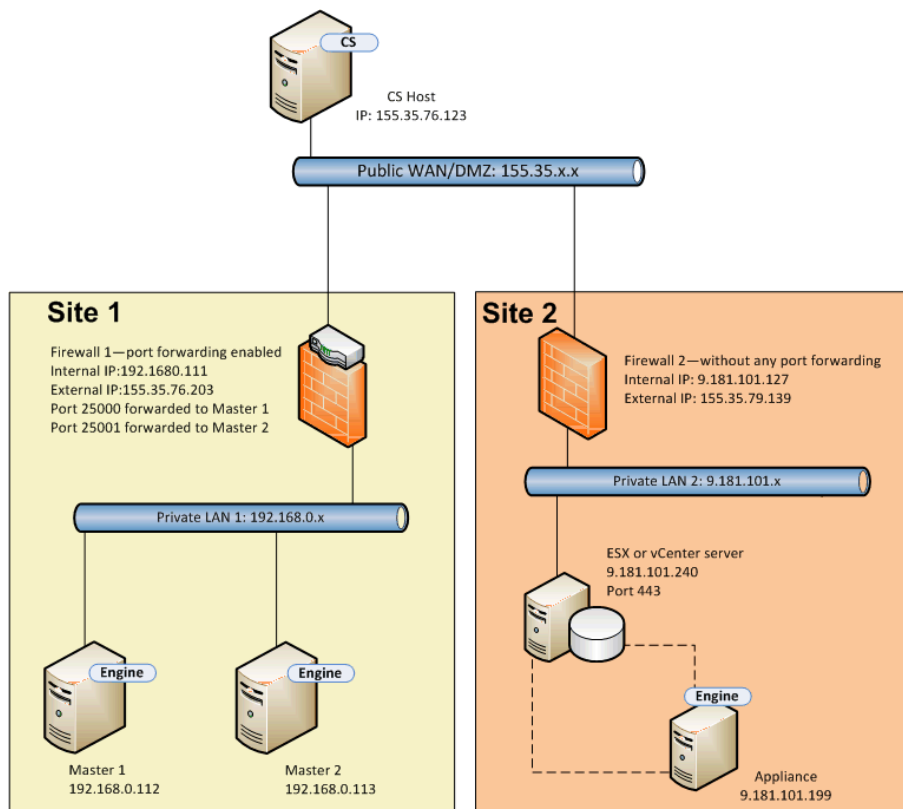 CS
CS Host
IP: 155.35.76.123
Public WAN/DMZ: 155.35.x.x
Site 1
Firewall 1—port forwarding enabled
Internal IP:192.1680.111
External IP:155.35.76.203
Port 25000 forwarded to Master 1
Port 25001 forwarded to Master 2
Private LAN 1: 192.168.0.x
Engine
Master 1
192.168.0.112
Engine
Master 2
192.168.0.113
Site 2
Firewall 2—without any port forwarding
Internal IP: 9.181.101.127
External IP: 155.35.79.139
Private LAN 2: 9.181.101.x
ESX or vCenter server
9.181.101.240
Port 443
Engine
Appliance
9.181.101.199